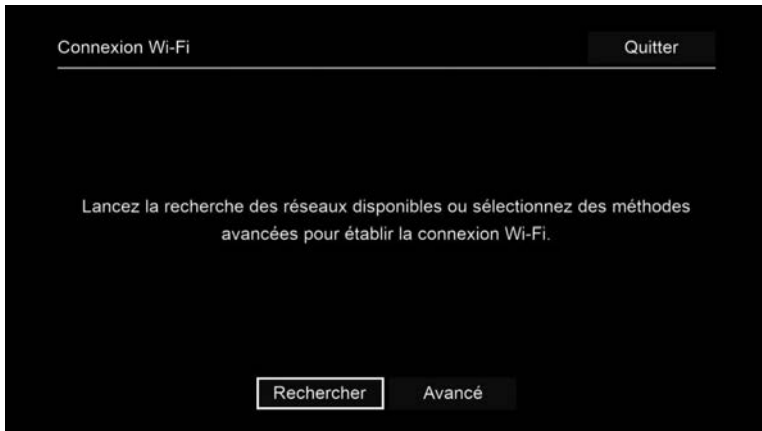 Connexion Wi-Fi
Quitter
Lancez la recherche des réseaux disponibles ou sélectionnez des méthodes
avancées pour établir la connexion Wi-Fi.
Rechercher
Avancé